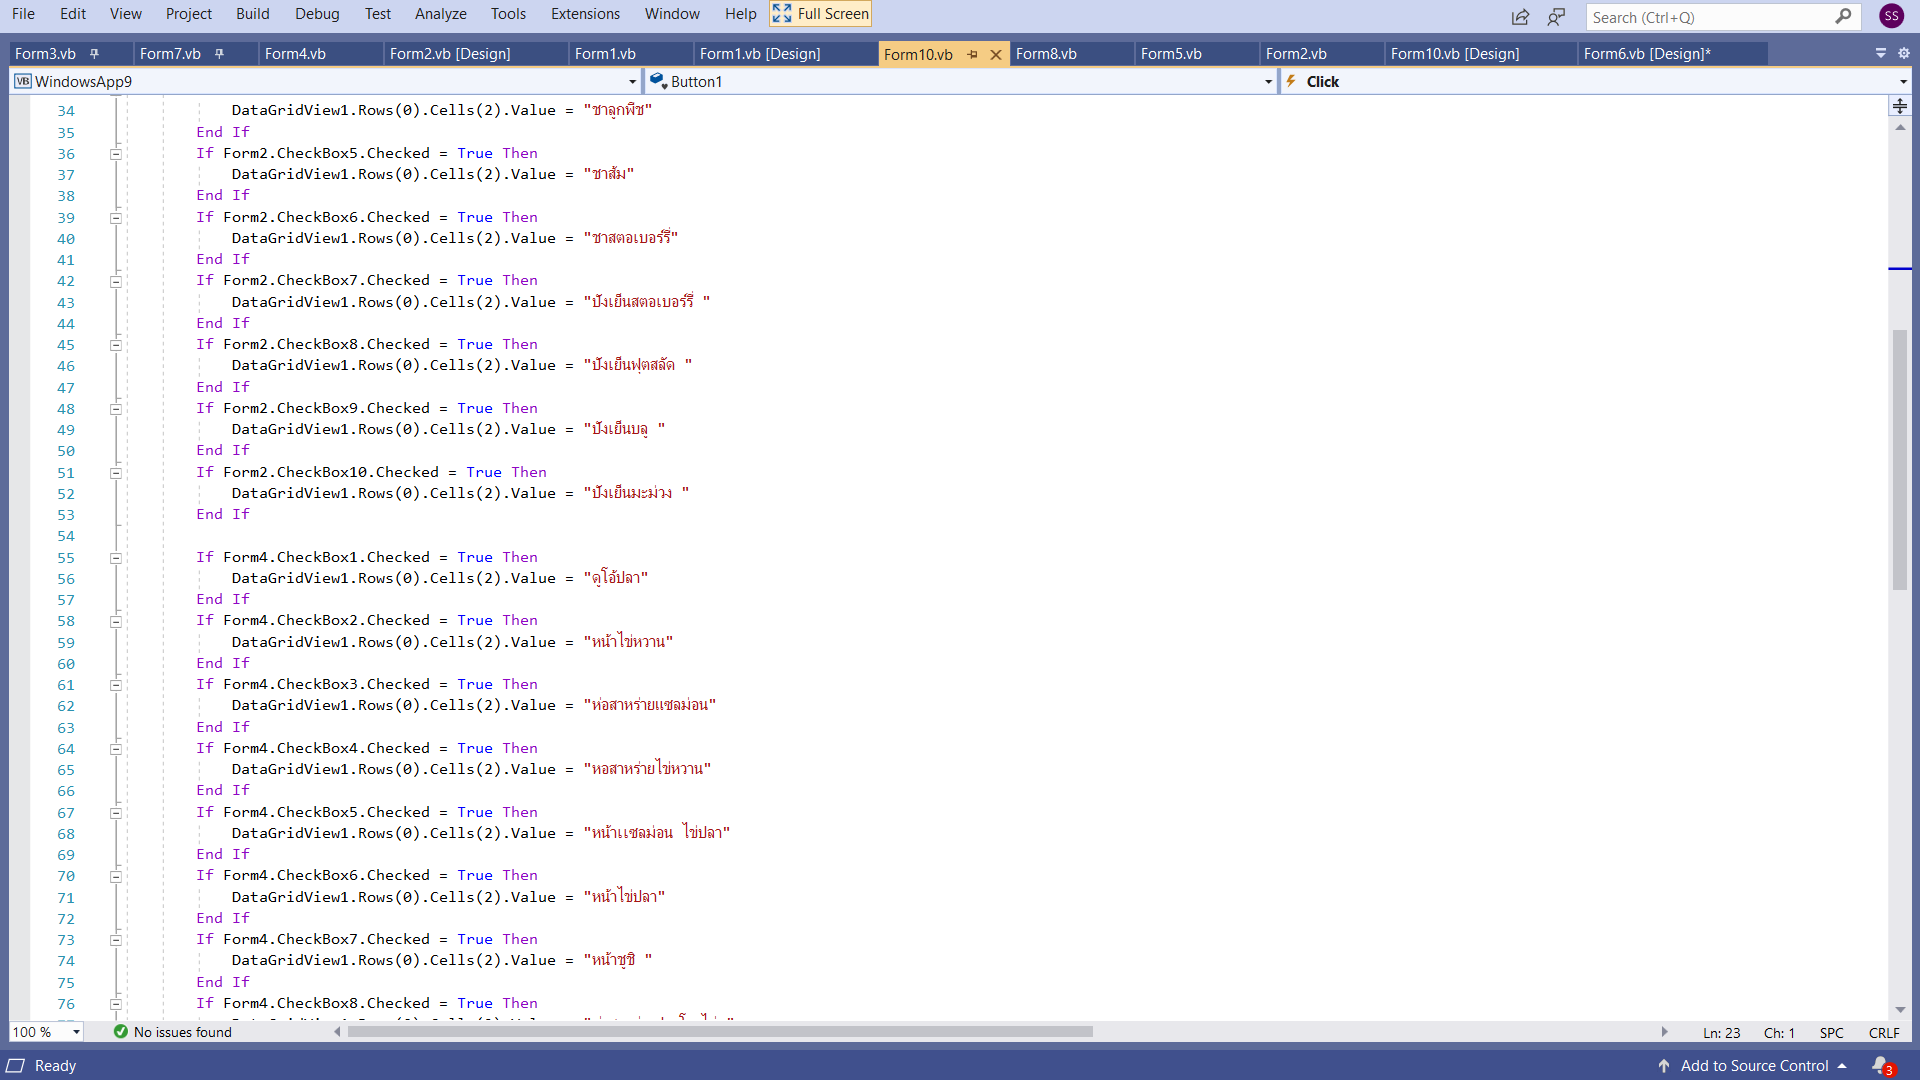 File Edit View Project Build Debug Test Analyze Tools Extensions Window Help Full Screen Search (Ctrl+Q) SS
Form3.vb Form7.vb Form4.vb Form2.vb [Design] Form1.vb Form1.vb [Design] Form10.vb Form8.vb Form5.vb Form2.vb Form10.vb [Design] Form6.vb [Design]*
VB WindowsApp9 Button1 Click
34 DataGridView1.Rows(0).Cells(2).Value = "ชาลูกพีช"
35 End If
36 If Form2.CheckBox5.Checked = True Then
37 DataGridView1.Rows(0).Cells(2).Value = "ชาส้ม"
38 End If
39 If Form2.CheckBox6.Checked = True Then
40 DataGridView1.Rows(0).Cells(2).Value = "ชาสตอเบอร์รี่"
41 End If
42 If Form2.CheckBox7.Checked = True Then
43 DataGridView1.Rows(0).Cells(2).Value = "ปังเย็นสตอเบอร์รี่ "
44 End If
45 If Form2.CheckBox8.Checked = True Then
46 DataGridView1.Rows(0).Cells(2).Value = "ปังเย็นฟุตสลัด "
47 End If
48 If Form2.CheckBox9.Checked = True Then
49 DataGridView1.Rows(0).Cells(2).Value = "ปังเย็นบลู "
50 End If
51 If Form2.CheckBox10.Checked = True Then
52 DataGridView1.Rows(0).Cells(2).Value = "ปังเย็นมะม่วง "
53 End If
54
55 If Form4.CheckBox1.Checked = True Then
56 DataGridView1.Rows(0).Cells(2).Value = "ดูโอ้ปลา"
57 End If
58 If Form4.CheckBox2.Checked = True Then
59 DataGridView1.Rows(0).Cells(2).Value = "หน้าไข่หวาน"
60 End If
61 If Form4.CheckBox3.Checked = True Then
62 DataGridView1.Rows(0).Cells(2).Value = "ห่อสาหร่ายแซลม่อน"
63 End If
64 If Form4.CheckBox4.Checked = True Then
65 DataGridView1.Rows(0).Cells(2).Value = "หอสาหร่ายไข่หวาน"
66 End If
67 If Form4.CheckBox5.Checked = True Then
68 DataGridView1.Rows(0).Cells(2).Value = "หน้าเเซลม่อน ไข่ปลา"
69 End If
70 If Form4.CheckBox6.Checked = True Then
71 DataGridView1.Rows(0).Cells(2).Value = "หน้าไข่ปลา"
72 End If
73 If Form4.CheckBox7.Checked = True Then
74 DataGridView1.Rows(0).Cells(2).Value = "หน้าชูชิ "
75 End If
76 If Form4.CheckBox8.Checked = True Then
100 % No issues found Ln: 23 Ch: 1 SPC CRLF
Ready Add to Source Control 3